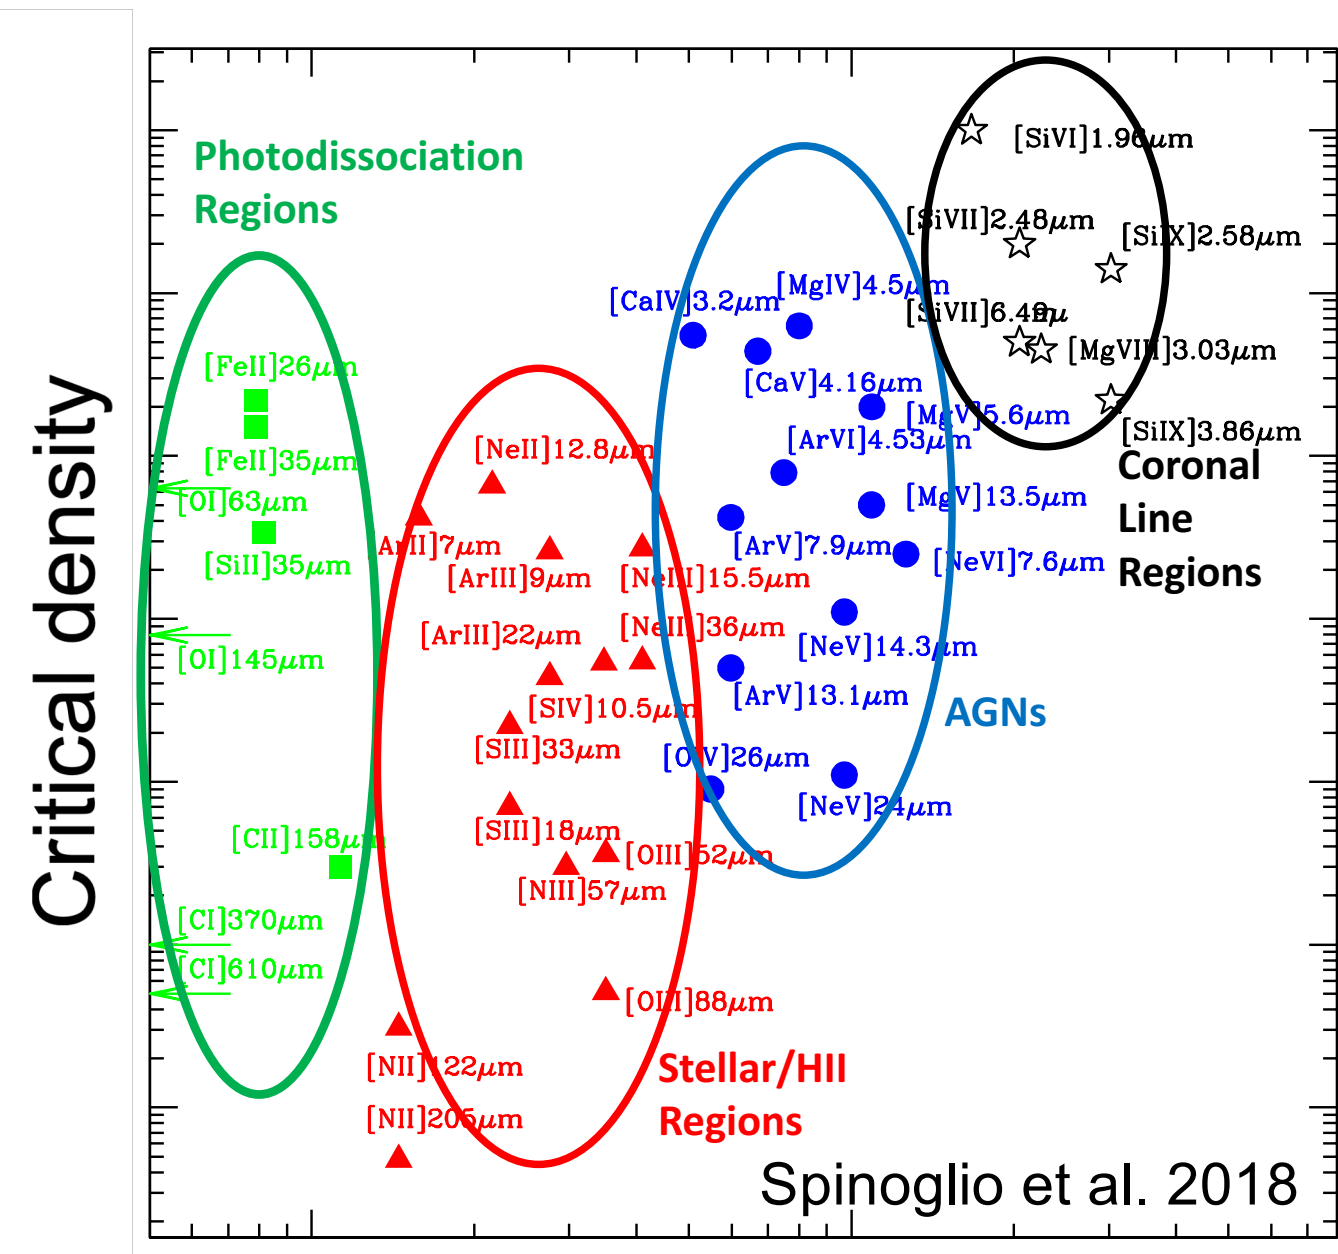 Critical density
Photodissociation
Regions
[SiVI]1.96μm
[SiVII]2.48μm
[SiIX]2.58μm
[MgIV]4.5μm
[CaIV]3.2μm
[SiVII]6.49μ
[MgVIII]3.03μm
[FeII]26μm
[CaV]4.16μm
[MgV]5.6μm
[SiIX]3.86μm
[ArVI]4.53μm
[NeII]12.8μm
[FeII]35μm
Coronal
Line
Regions
[OI]63μm
[MgV]13.5μm
ArII]7μm
[ArV]7.9μm
[SiII]35μm
[ArIII]9μm
[NeIII]15.5μm
[NeVI]7.6μm
[ArIII]22μm
[NeIII]36μm
[OI]145μm
[NeV]14.3μm
[ArV]13.1μm
[SIV]10.5μm
AGNs
[SIII]33μm
[OIV]26μm
[NeV]24μm
[CII]158μm
[SIII]18μm
[OIII]52μm
[NIII]57μm
[CI]370μm
[CI]610μm
[OIII]88μm
[NII]122μm
Stellar/HII
Regions
[NII]205μm
Spinoglio et al. 2018